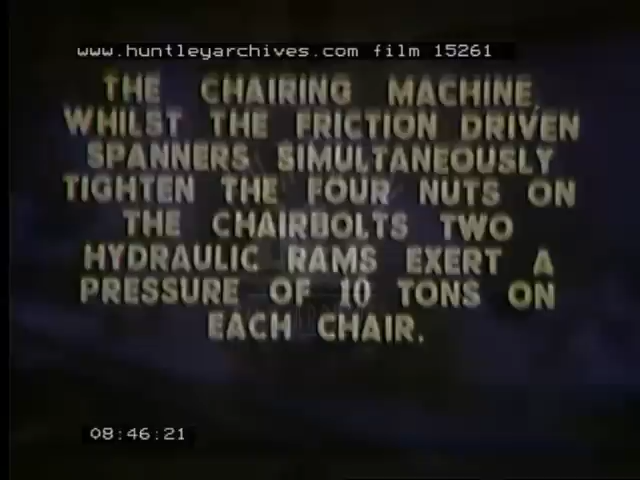 www.huntleyarchives.com film 15261
THE CHAIRING MACHINE.
WHILST THE FRICTION DRIVEN
SPANNERS SIMULTANEOUSLY
TIGHTEN THE FOUR NUTS ON
THE CHAIRBOLTS TWO
HYDRAULIC RAMS EXERT A
PRESSURE OF 10 TONS ON
EACH CHAIR.
08:46:21